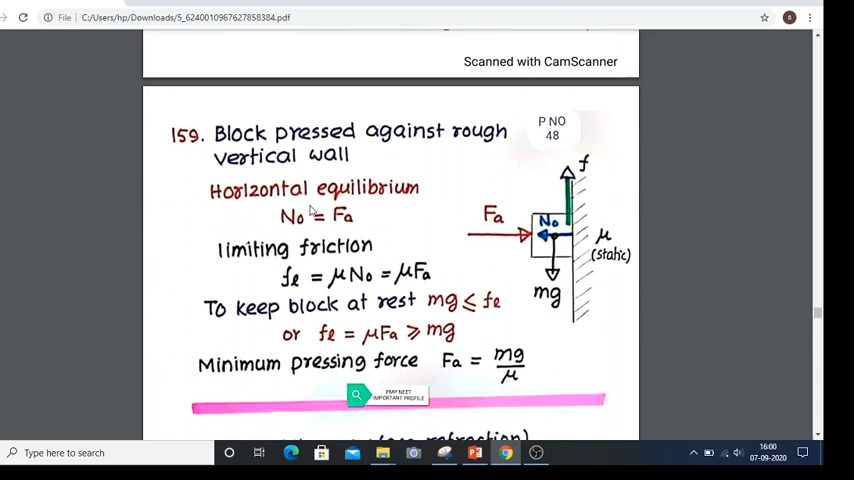 File
C:/Users/hp/Downloads/5_6240010967627858384.pdf
s
Scanned with CamScanner
P NO
48
159. Block pressed against rough
vertical wall
Horizontal equilibrium
No = Fa
limiting friction
fℓ = μNo = μFa
To keep block at rest mg ≤ fℓ
or fℓ = μFa ≥ mg
Minimum pressing force Fa = mg/μ
f
Fa
No
μ
(static)
mg
PMP NEET
IMPORTANT PROFILE
Type here to search
16:00
07-09-2020